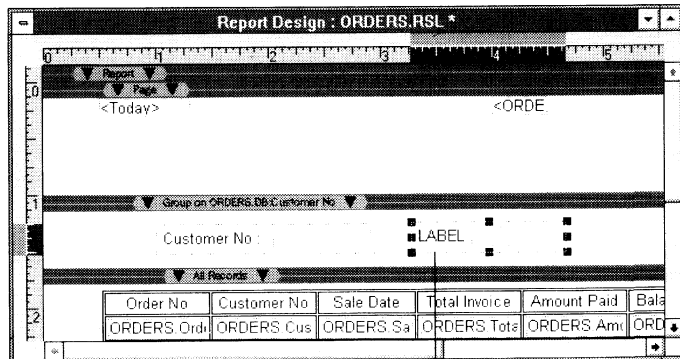 Report Design : ORDERS.RSL *
0 1 2 3 4 5
Report
0
Page
<Today> <ORDE
1
Group on ORDERS.DB:Customer No
Customer No : LABEL
All Records
Order No Customer No Sale Date Total Invoice Amount Paid Bala
2
ORDERS.Orde ORDERS.Cus ORDERS.Sa ORDERS.Tota ORDERS.Amo ORD